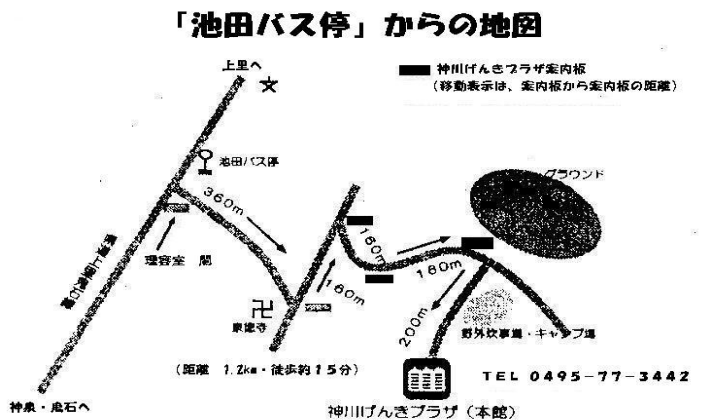 「池田バス停」からの地図
上里へ
神川げんきプラザ案内板
（移動表示は、案内板から案内板の距離）
池田バス停
グラウンド
360m
160m
理容室
160m
180m
200m
野外炊事場・キャンプ場
（距離 1.2km・徒歩約15分）
TEL 0495-77-3442
神泉・鬼石へ
神川げんきプラザ（本館）